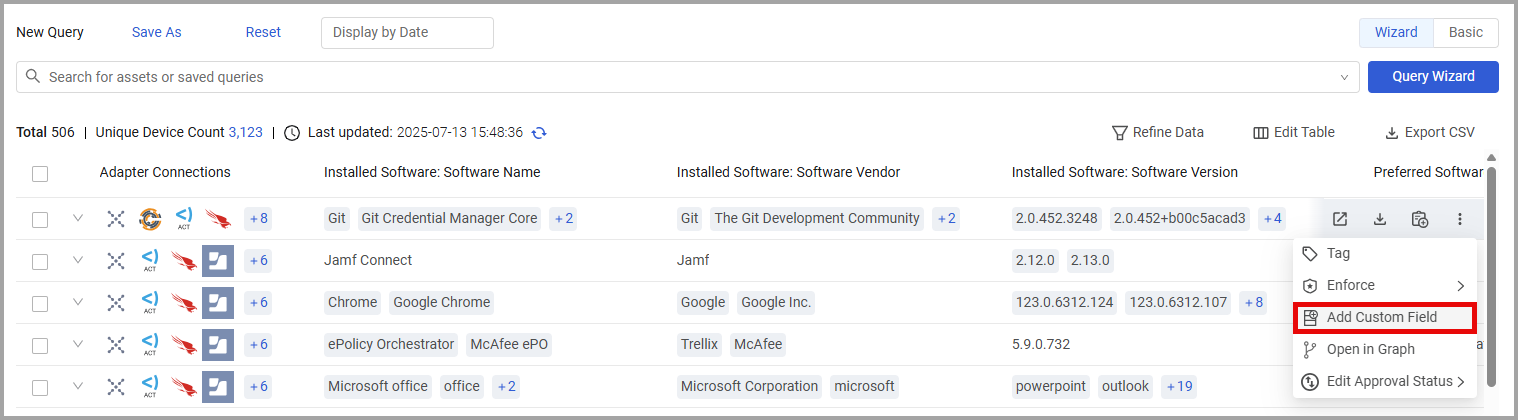 New Query Save As Reset Display by Date Wizard Basic
Search for assets or saved queries Query Wizard
Total 506 | Unique Device Count 3,123 | Last updated: 2025-07-13 15:48:36 Refine Data Edit Table Export CSV
Adapter Connections Installed Software: Software Name Installed Software: Software Vendor Installed Software: Software Version Preferred Softwar
ACT +8 Git Git Credential Manager Core +2 Git The Git Development Community +2 2.0.452.3248 2.0.452+b00c5acad3 +4
Tag
ACT +6 Jamf Connect Jamf 2.12.0 2.13.0
Enforce
ACT +6 Chrome Google Chrome Google Google Inc. 123.0.6312.124 123.0.6312.107 +8
Add Custom Field
ACT +6 ePolicy Orchestrator McAfee ePO Trellix McAfee 5.9.0.732
Open in Graph
ACT +6 Microsoft office office +2 Microsoft Corporation microsoft powerpoint outlook +19
Edit Approval Status